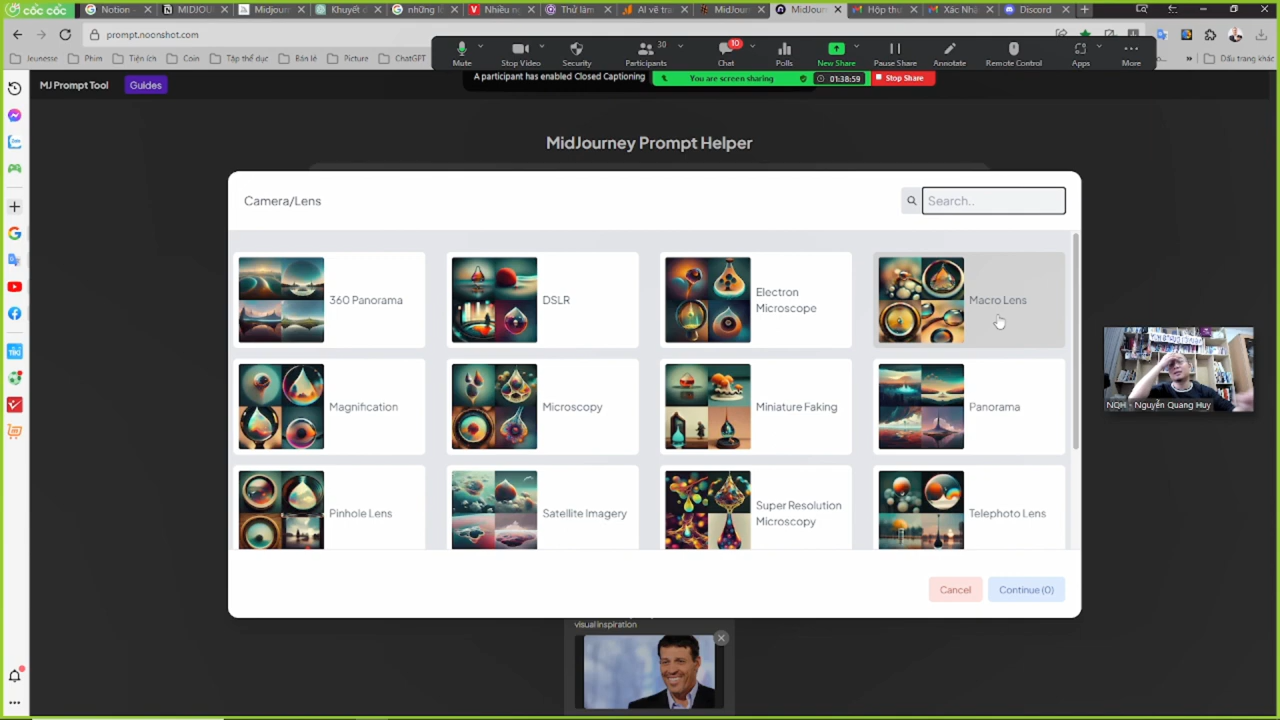 cốc cốc
Notion -
MIDJOU
Midjourn
Khuyết đ
những lỗ
Nhiều n
Thử làm
AI vẽ tra
MidJourn
MidJourn
Hộp thư
Xác Nhậ
Discord
prompt.noonshot.com
Jeunesse
Phim
Tiện ích
Coin
Tập thể dục
Bán lẻ
Picture
ChatGPT
Dấu trang khác
30
10
Mute
Stop Video
Security
Participants
Chat
Polls
New Share
Pause Share
Annotate
Remote Control
Apps
More
A participant has enabled Closed Captioning
You are screen sharing
01:38:59
Stop Share
MJ Prompt Tool
Guides
MidJourney Prompt Helper
Camera/Lens
Search..
360 Panorama
DSLR
Electron
Microscope
Macro Lens
Magnification
Microscopy
Miniature Faking
Panorama
Pinhole Lens
Satellite Imagery
Super Resolution
Microscopy
Telephoto Lens
Cancel
Continue (0)
visual inspiration
NQH - Nguyễn Quang Huy
TIKI